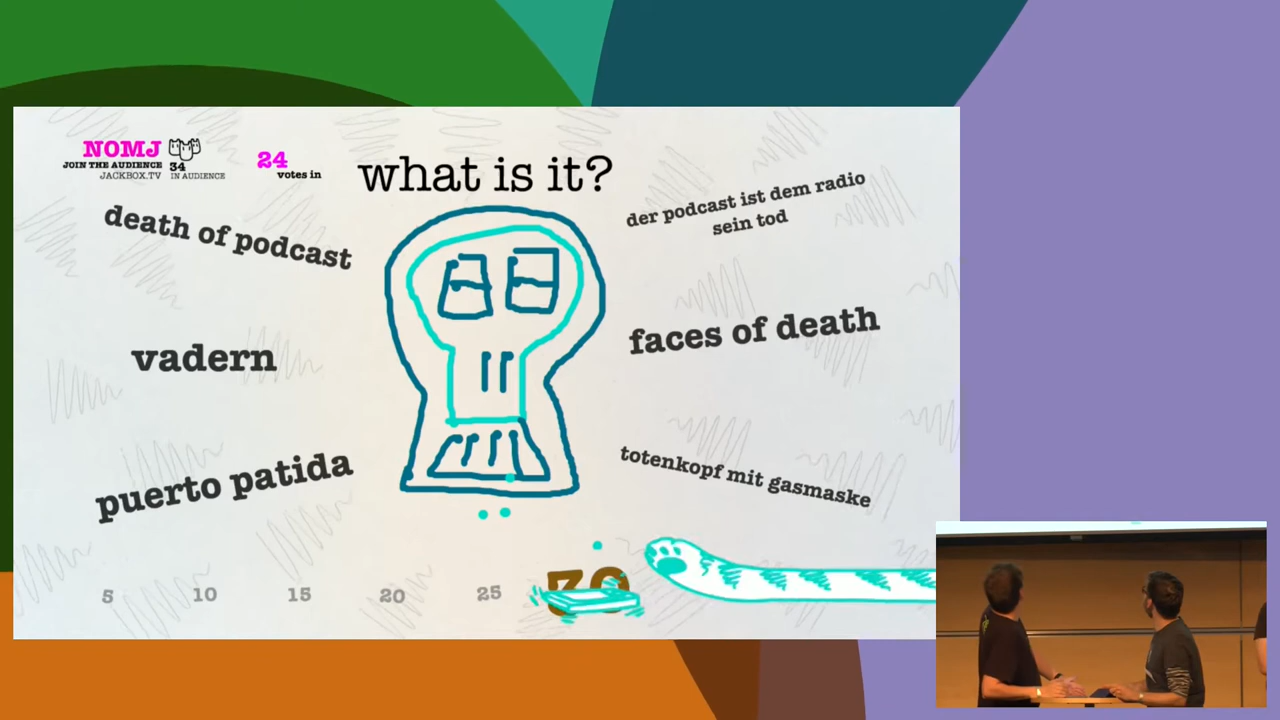 NOMJ
JOIN THE AUDIENCE
JACKBOX.TV
34
IN AUDIENCE
24
votes in
what is it?
death of podcast
der podcast ist dem radio
sein tod
vadern
faces of death
puerto patida
totenkopf mit gasmaske
5 10 15 20 25 30